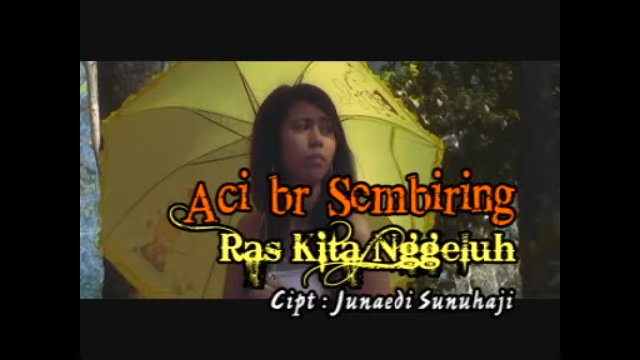 Aci br Sembiring
Ras Kita Nggeluh
Cipt : Junaedi Sunuhaji